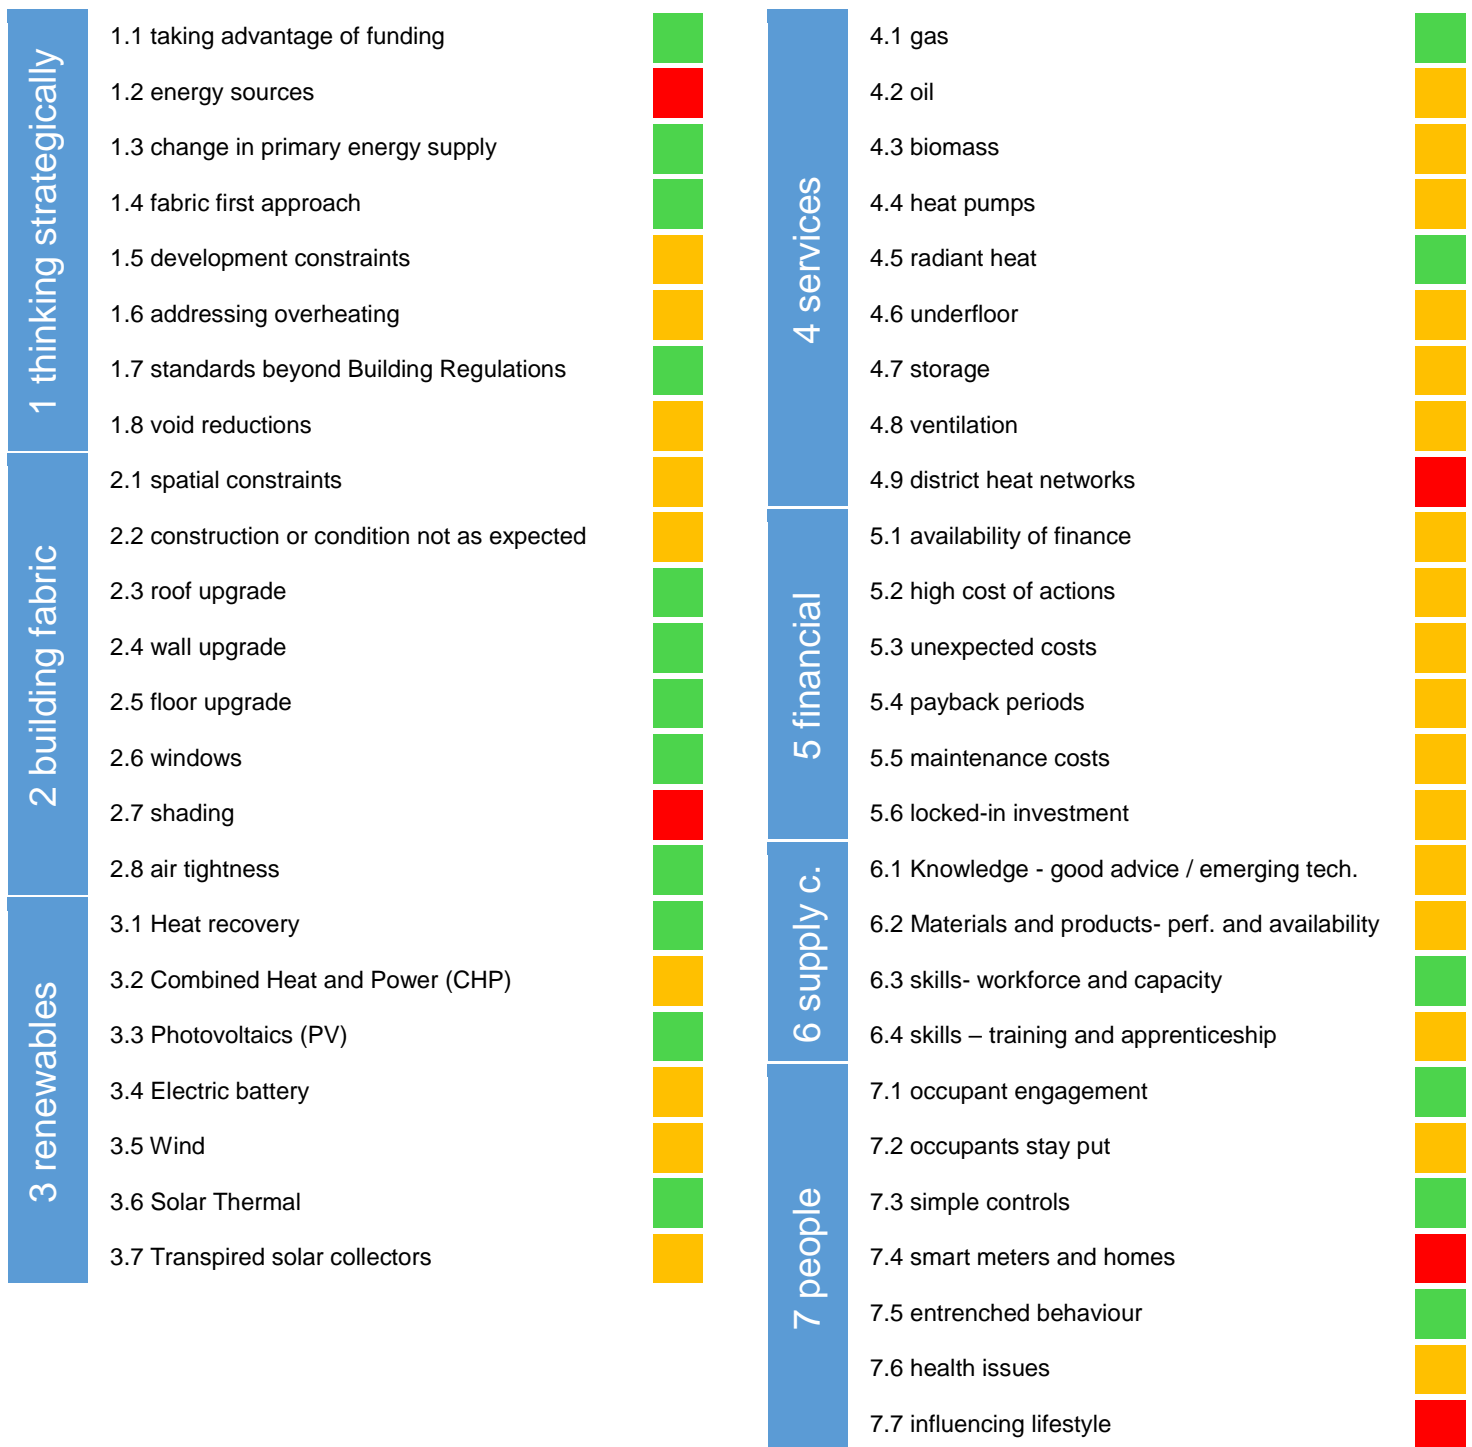 1 thinking strategically
1.1 taking advantage of funding
1.2 energy sources
1.3 change in primary energy supply
1.4 fabric first approach
1.5 development constraints
1.6 addressing overheating
1.7 standards beyond Building Regulations
1.8 void reductions
2 building fabric
2.1 spatial constraints
2.2 construction or condition not as expected
2.3 roof upgrade
2.4 wall upgrade
2.5 floor upgrade
2.6 windows
2.7 shading
2.8 air tightness
3 renewables
3.1 Heat recovery
3.2 Combined Heat and Power (CHP)
3.3 Photovoltaics (PV)
3.4 Electric battery
3.5 Wind
3.6 Solar Thermal
3.7 Transpired solar collectors
4 services
4.1 gas
4.2 oil
4.3 biomass
4.4 heat pumps
4.5 radiant heat
4.6 underfloor
4.7 storage
4.8 ventilation
4.9 district heat networks
5 financial
5.1 availability of finance
5.2 high cost of actions
5.3 unexpected costs
5.4 payback periods
5.5 maintenance costs
5.6 locked-in investment
6 supply c.
6.1 Knowledge - good advice / emerging tech.
6.2 Materials and products- perf. and availability
6.3 skills- workforce and capacity
6.4 skills – training and apprenticeship
7 people
7.1 occupant engagement
7.2 occupants stay put
7.3 simple controls
7.4 smart meters and homes
7.5 entrenched behaviour
7.6 health issues
7.7 influencing lifestyle